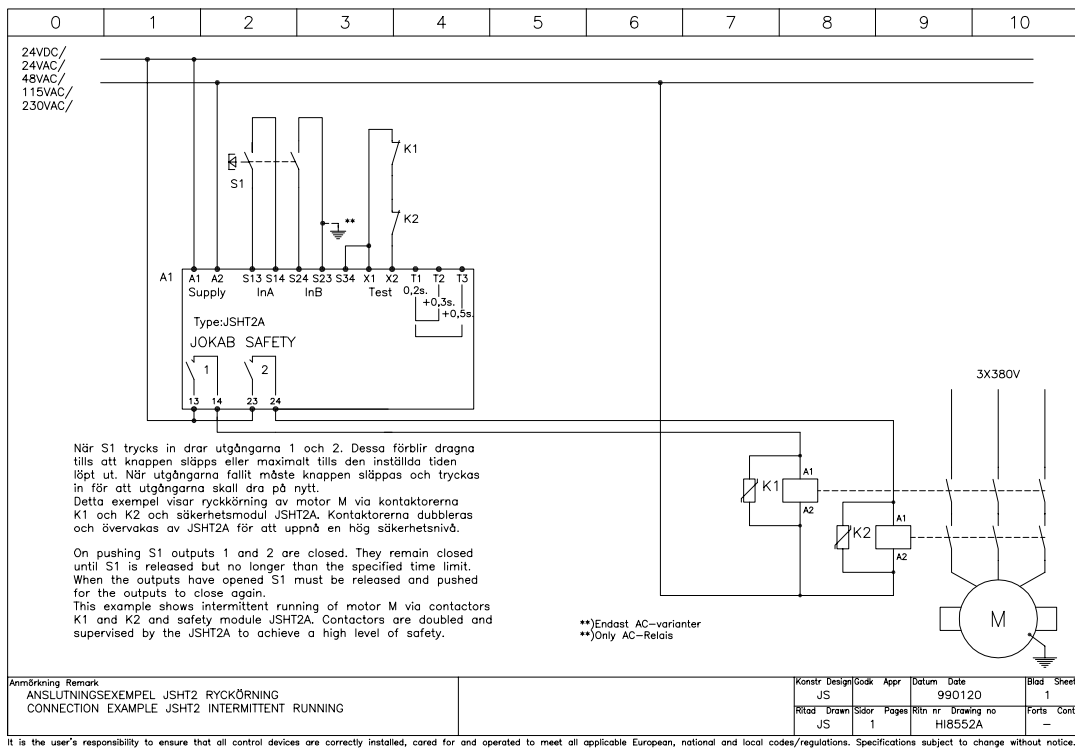 0 1 2 3 4 5 6 7 8 9 10
24VDC/
24VAC/
48VAC/
115VAC/
230VAC/
K1
S1
K2
**
A1 A1 A2 S13 S14 S24 S23 S34 X1 X2 T1 T2 T3
Supply InA InB Test 0,2s.
+0,3s.
+0,5s.
Type:JSHT2A
JOKAB SAFETY
1 2
13 14 23 24
3X380V
När S1 trycks in drar utgångarna 1 och 2. Dessa förblir dragna
tills att knappen släpps eller maximalt tills den inställda tiden
löpt ut. När utgångarna fallit måste knappen släppas och tryckas
in för att utgångarna skall dra på nytt.
Detta exempel visar ryckkörning av motor M via kontaktorerna
K1 och K2 och säkerhetsmodul JSHT2A. Kontaktorerna dubbleras
och övervakas av JSHT2A för att uppnå en hög säkerhetsnivå.
On pushing S1 outputs 1 and 2 are closed. They remain closed
until S1 is released but no longer than the specified time limit.
When the outputs have opened S1 must be released and pushed
for the outputs to close again.
This example shows intermittent running of motor M via contactors
K1 and K2 and safety module JSHT2A. Contactors are doubled and
supervised by the JSHT2A to achieve a high level of safety.
A1
K1
A2
A1
K2
A2
M
**)Endast AC-varianter
**)Only AC-Relais
Anmörkning Remark
ANSLUTNINGSEXEMPEL JSHT2 RYCKÖRNING
CONNECTION EXAMPLE JSHT2 INTERMITTENT RUNNING
Konstr Design Godk Appr Datum Date Blad Sheet
JS 990120 1
Ritad Drawn Sidor Pages Ritn nr Drawing no Forts Cont
JS 1 HI8552A –
It is the user's responsibility to ensure that all control devices are correctly installed, cared for and operated to meet all applicable European, national and local codes/regulations. Specifications subject to change without notice.